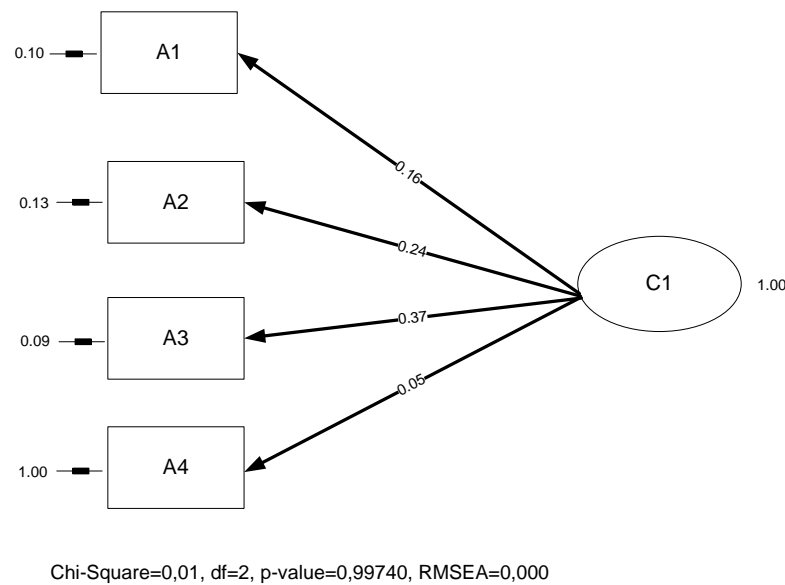 0.10 A1
0.16
0.13 A2
0.24
C1 1.00
0.09 A3
0.37
0.05
1.00 A4
Chi-Square=0,01, df=2, p-value=0,99740, RMSEA=0,000